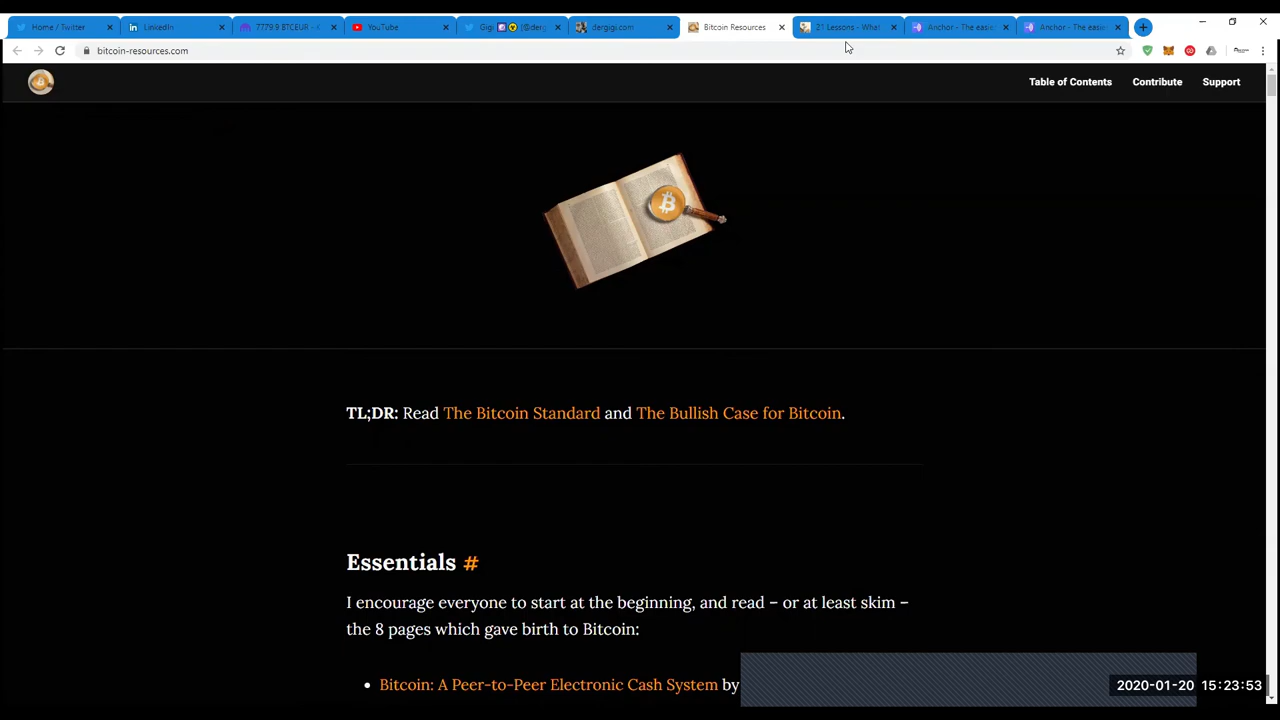 Home / Twitter
LinkedIn
7779.9 BTCEUR
YouTube
Gigi (@derg
dergigi.com
Bitcoin Resources
21 Lessons - What
Anchor - The easie
Anchor - The easie
bitcoin-resources.com
Table of Contents
Contribute
Support
TL;DR: Read The Bitcoin Standard and The Bullish Case for Bitcoin.
Essentials #
I encourage everyone to start at the beginning, and read – or at least skim –
the 8 pages which gave birth to Bitcoin:
• Bitcoin: A Peer-to-Peer Electronic Cash System by
2020-01-20 15:23:53